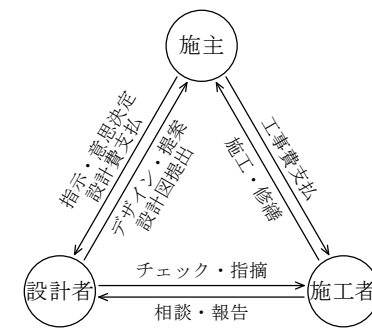 施主
指示・意思決定
設計費支払
デザイン・提案
設計図提出
工事費支払
施工・修繕
設計者
チェック・指摘
相談・報告
施工者